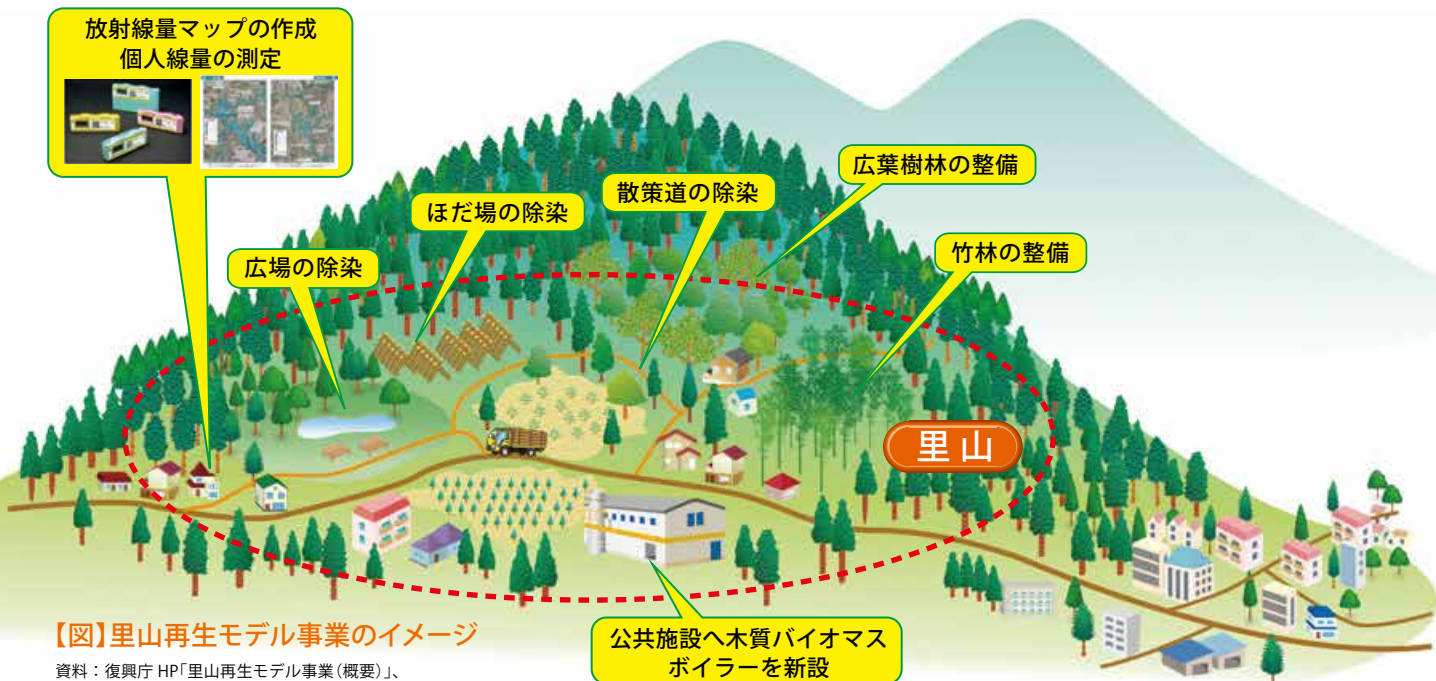 放射線量マップの作成
個人線量の測定
広葉樹林の整備
散策道の除染
ほだ場の除染
竹林の整備
広場の除染
里山
公共施設へ木質バイオマス
ボイラーを新設
【図】里山再生モデル事業のイメージ
資料：復興庁 HP「里山再生モデル事業（概要）」、